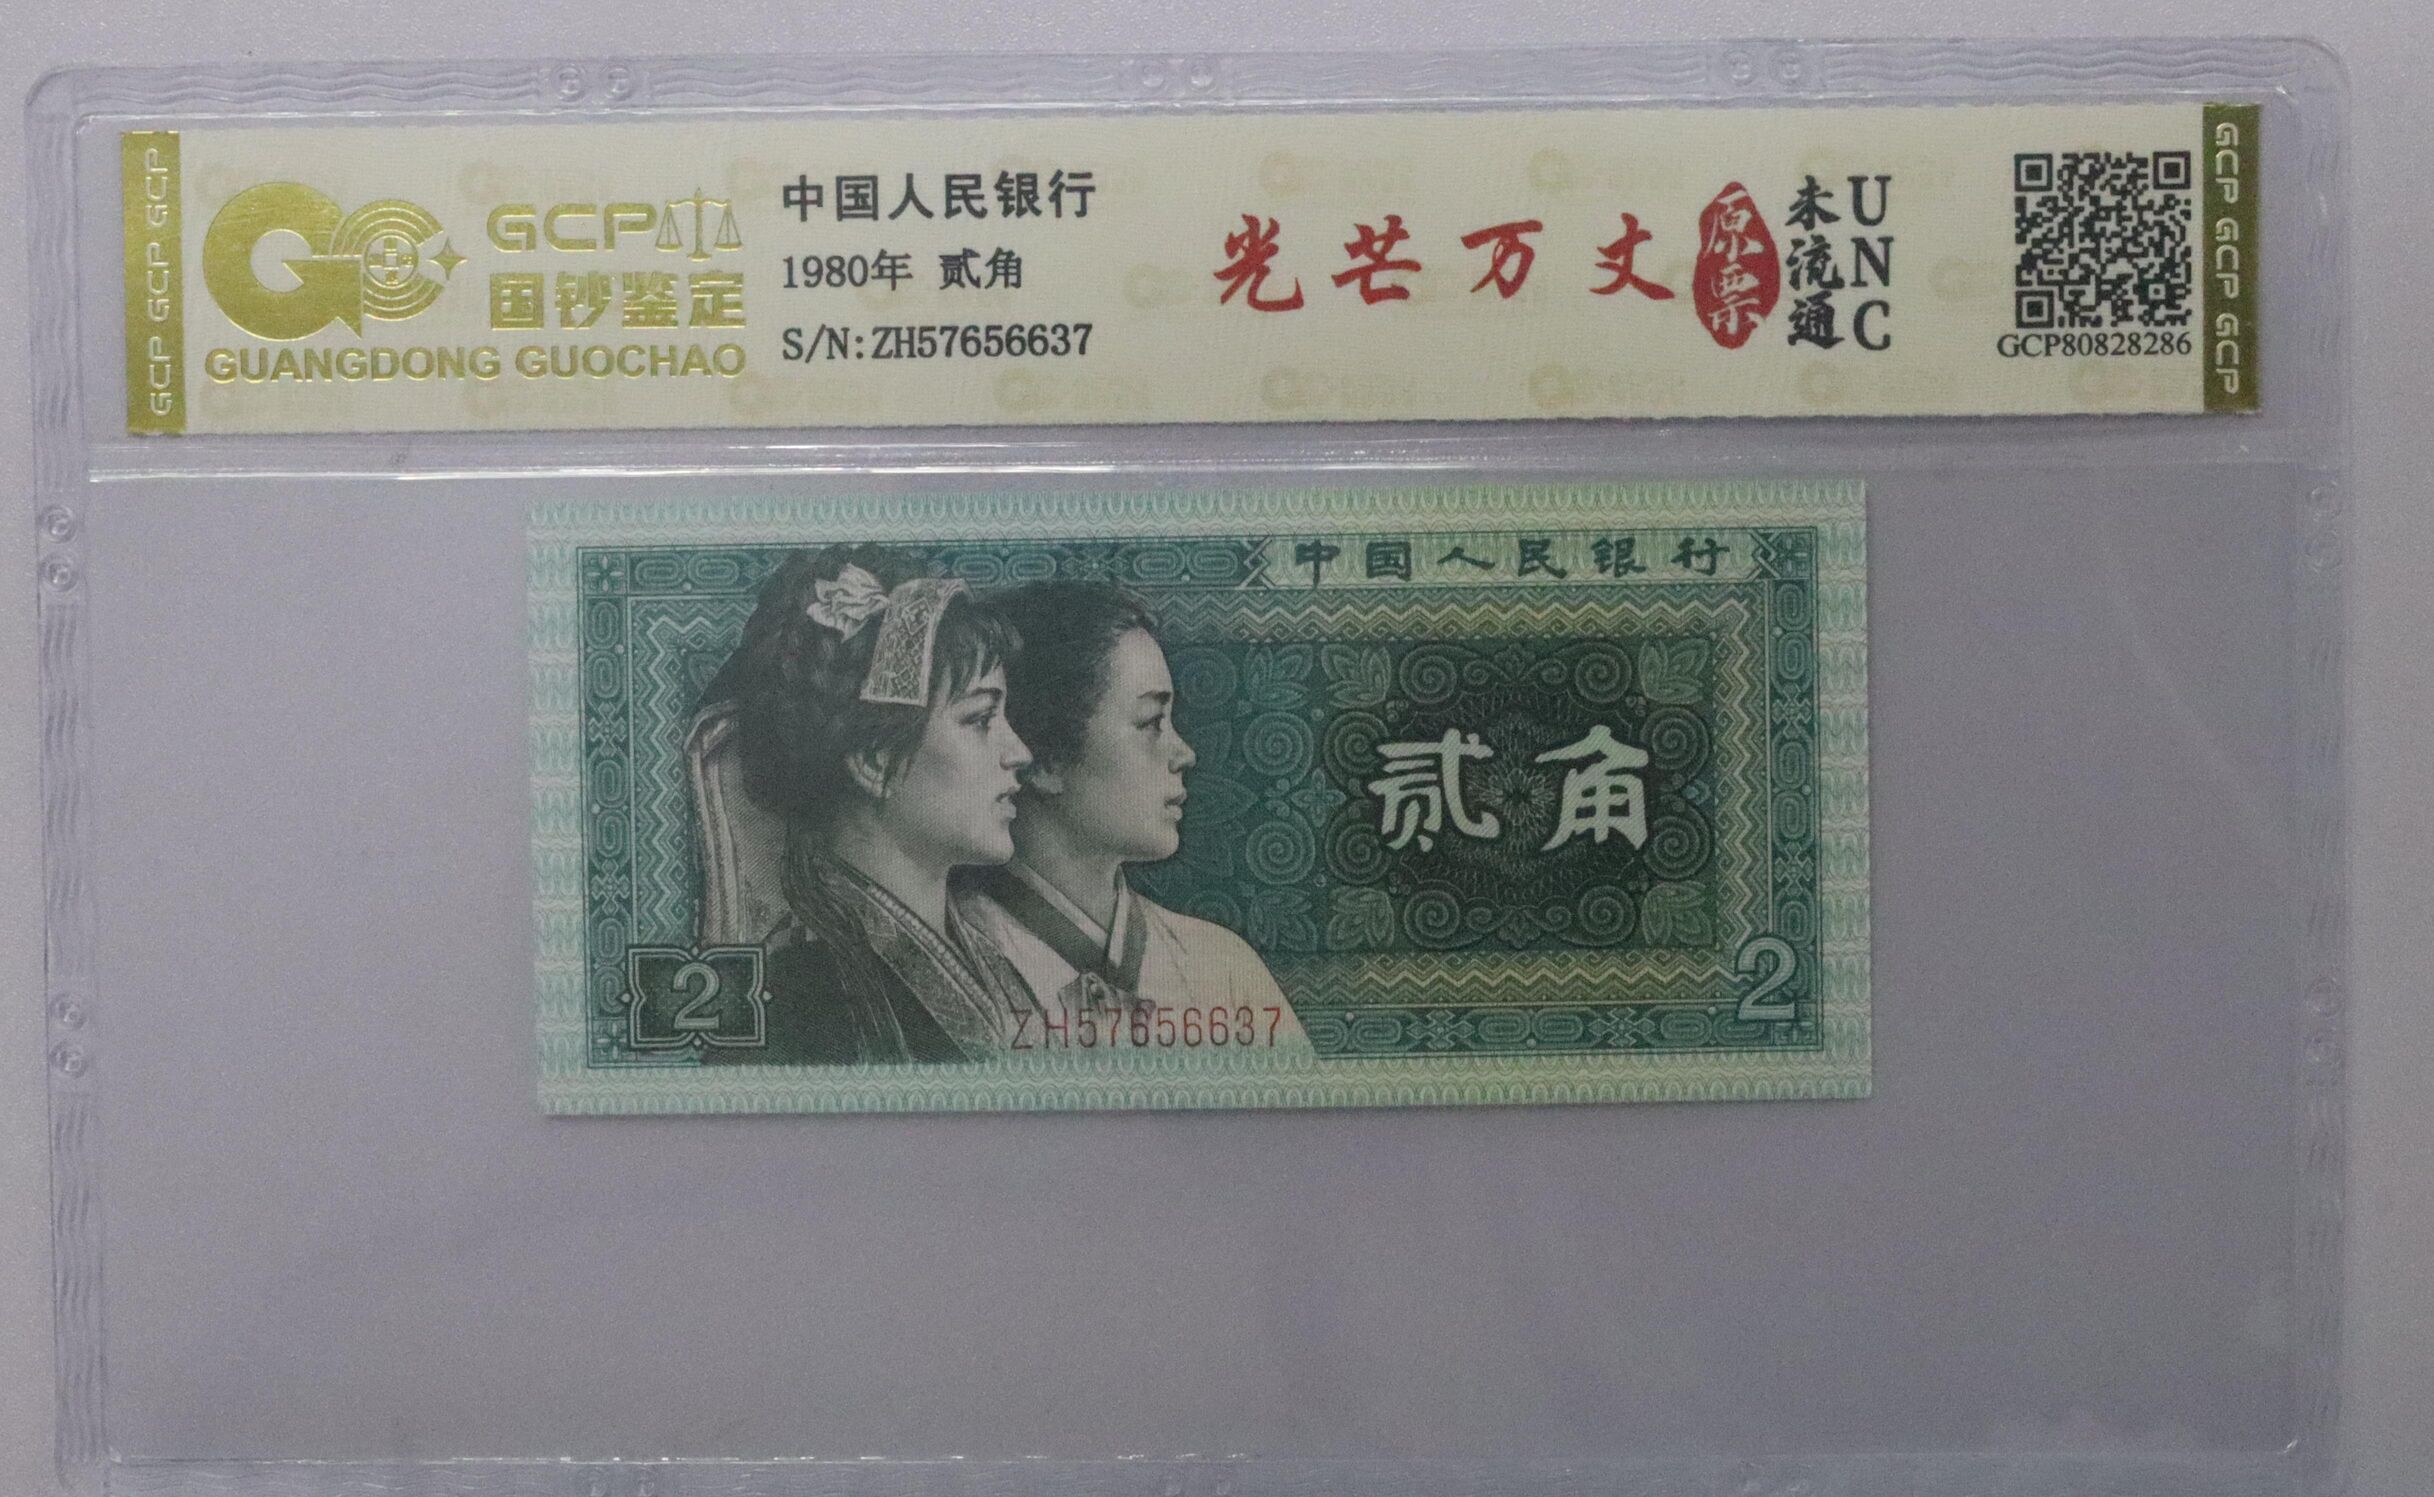 GCP GCP GCP GCP
GCP
国钞鉴定
GUANGDONG GUOCHAO
中国人民银行
1980年 贰角
S/N:ZH57656637
光芒万丈
原票
未流通
UNC
GCP80828286
GCP GCP GCP GCP
中国人民银行
贰角
2
2
ZH57656637